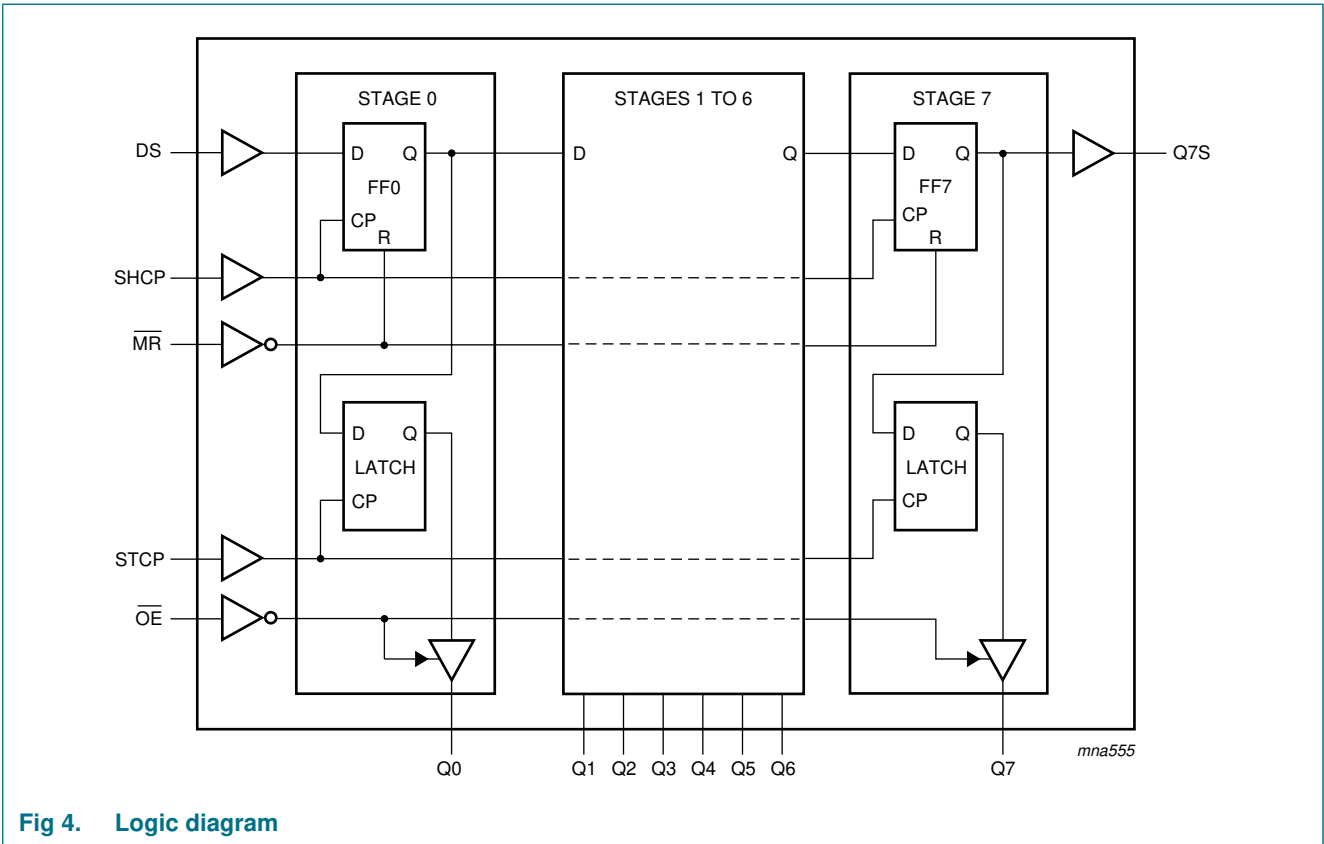 STAGE 0
STAGES 1 TO 6
STAGE 7
DS
D Q
FF0
CP
R
D Q
D Q
FF7
CP
R
Q7S
SHCP
MR
D Q
LATCH
CP
D Q
LATCH
CP
STCP
OE
mna555
Q0 Q1 Q2 Q3 Q4 Q5 Q6 Q7
Fig 4. Logic diagram